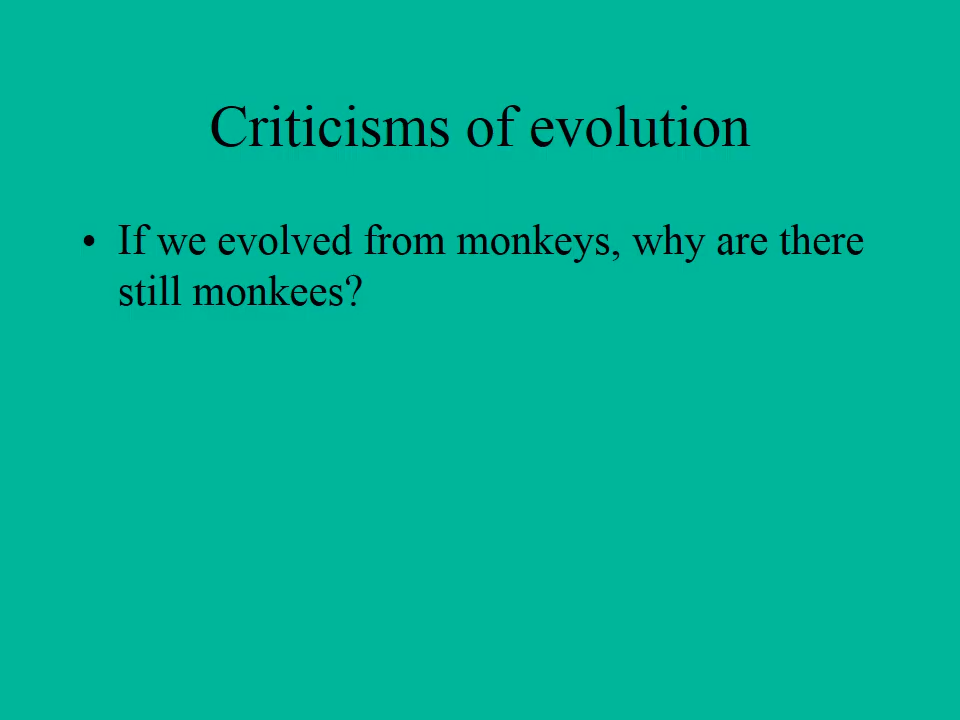 Criticisms of evolution
• If we evolved from monkeys, why are there
still monkees?